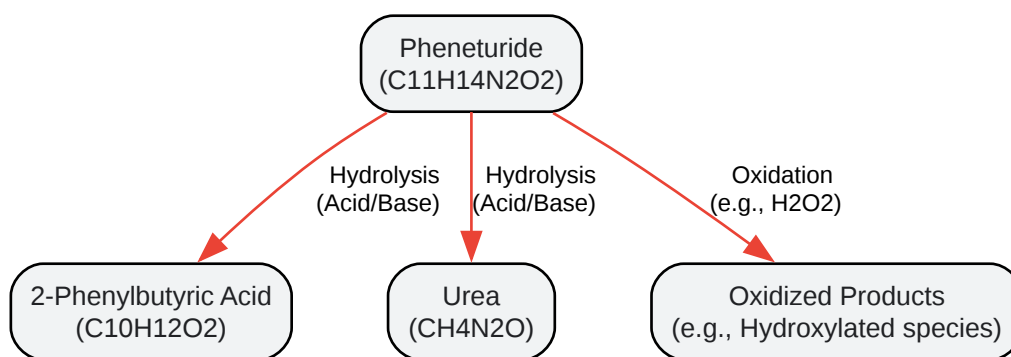 Pheneturide
(C11H14N2O2)
Hydrolysis
(Acid/Base)
Hydrolysis
(Acid/Base)
Oxidation
(e.g., H2O2)
2-Phenylbutyric Acid
(C10H12O2)
Urea
(CH4N2O)
Oxidized Products
(e.g., Hydroxylated species)